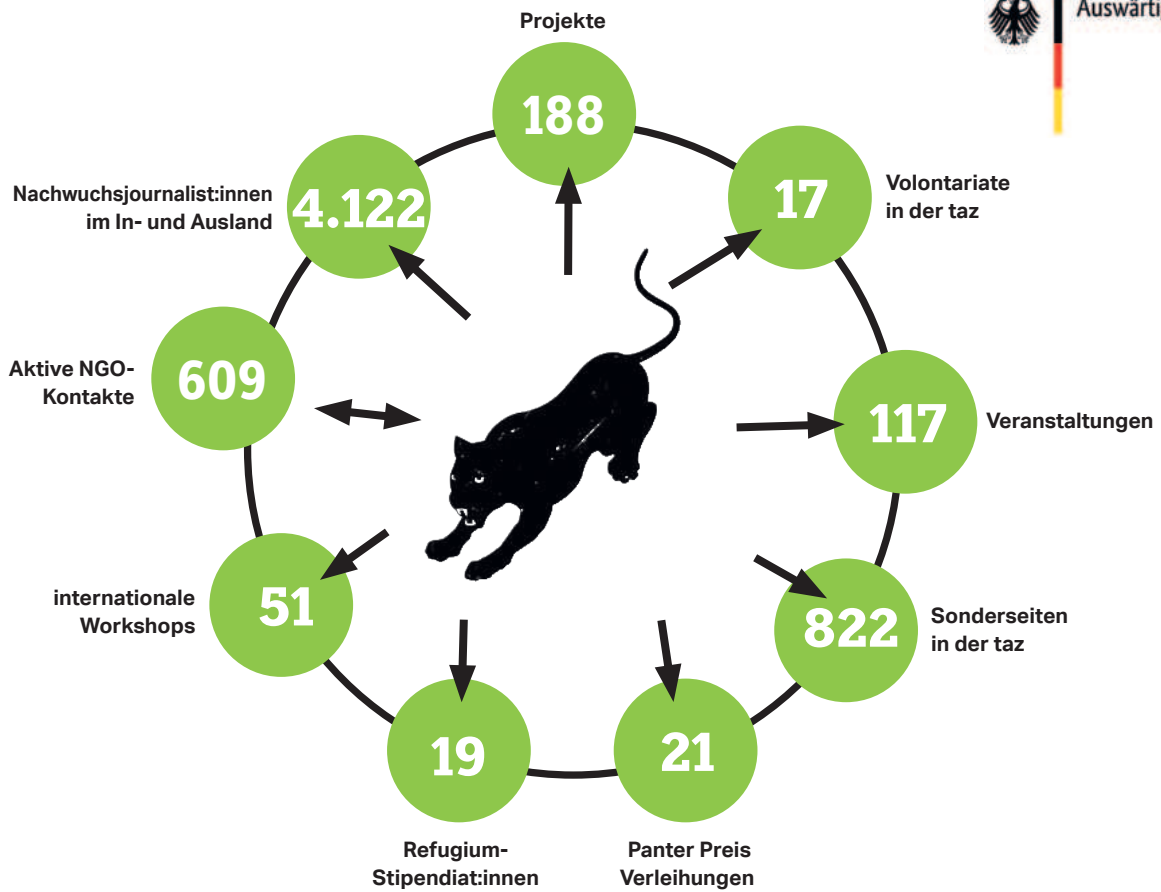 Projekte
188
Auswärti
17
Volontariate
in der taz
117
Veranstaltungen
822
Sonderseiten
in der taz
21
Panter Preis
Verleihungen
19
Refugium-
Stipendiat:innen
51
internationale
Workshops
609
Aktive NGO-
Kontakte
4.122
Nachwuchsjournalist:innen
im In- und Ausland